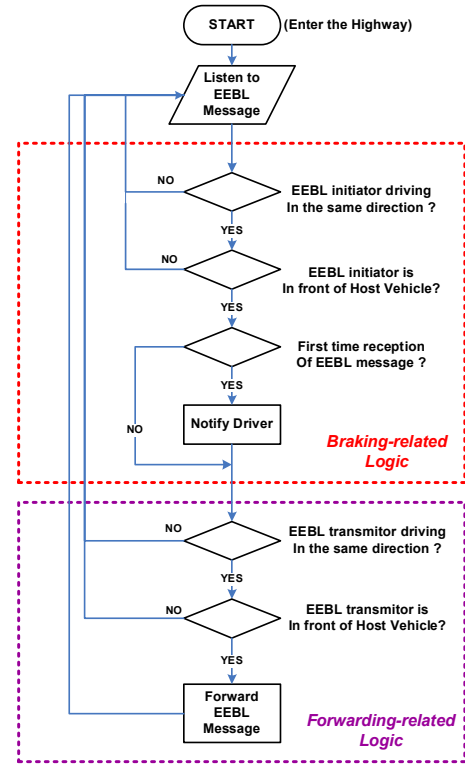 START
(Enter the Highway)
Listen to
EEBL
Message
NO
EEBL initiator driving
In the same direction ?
YES
NO
EEBL initiator is
In front of Host Vehicle?
YES
First time reception
Of EEBL message ?
YES
Notify Driver
NO
Braking-related
Logic
NO
EEBL transmitor driving
In the same direction ?
YES
NO
EEBL transmitor is
In front of Host Vehicle?
YES
Forward
EEBL
Message
Forwarding-related
Logic